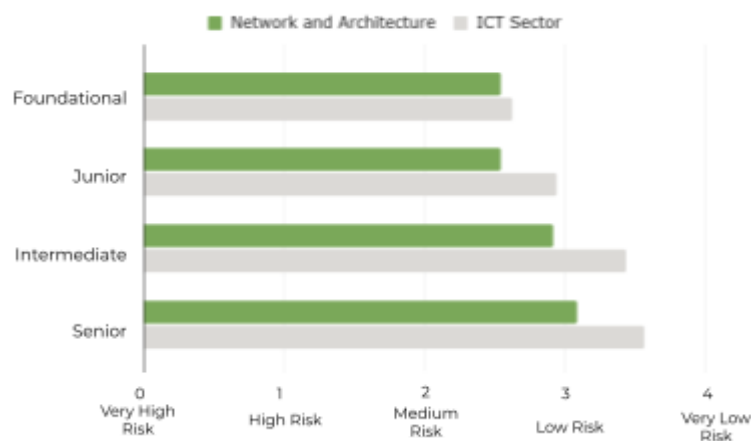 Network and Architecture
ICT Sector
Foundational
Junior
Intermediate
Senior
0
1
2
3
4
Very High
Risk
High Risk
Medium
Risk
Low Risk
Very Low
Risk